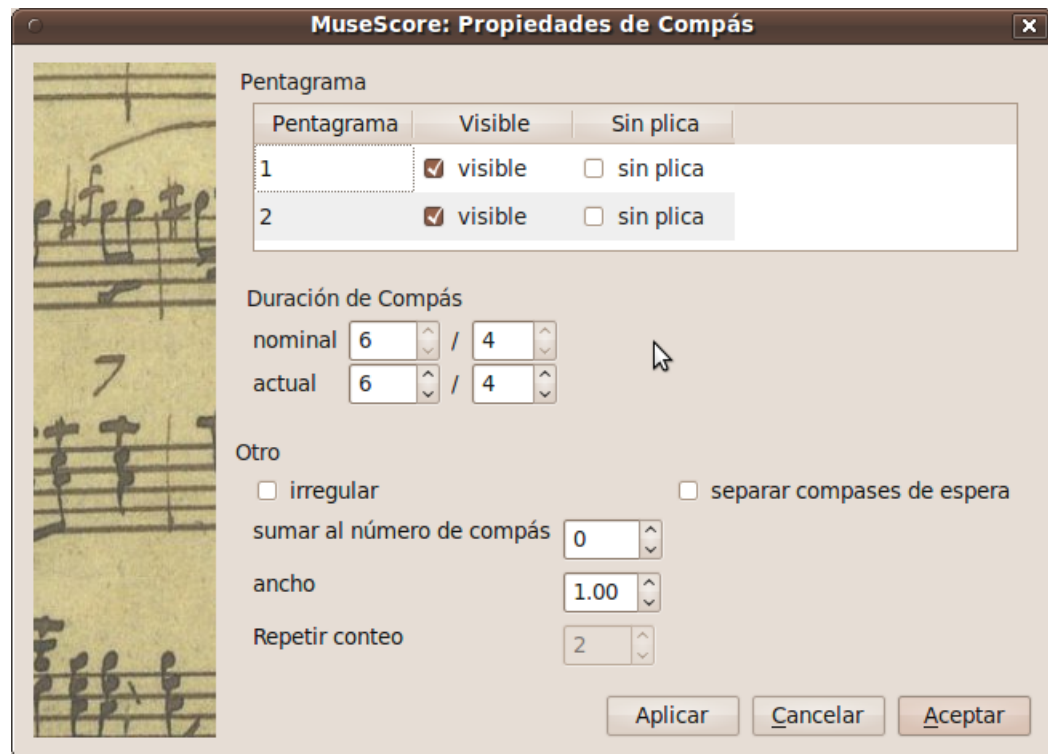 MuseScore: Propiedades de Compás
Pentagrama
Pentagrama Visible Sin plica
1 visible sin plica
2 visible sin plica
Duración de Compás
nominal 6 / 4
actual 6 / 4
Otro
irregular separar compases de espera
sumar al número de compás 0
ancho 1.00
Repetir conteo 2
Aplicar Cancelar Aceptar